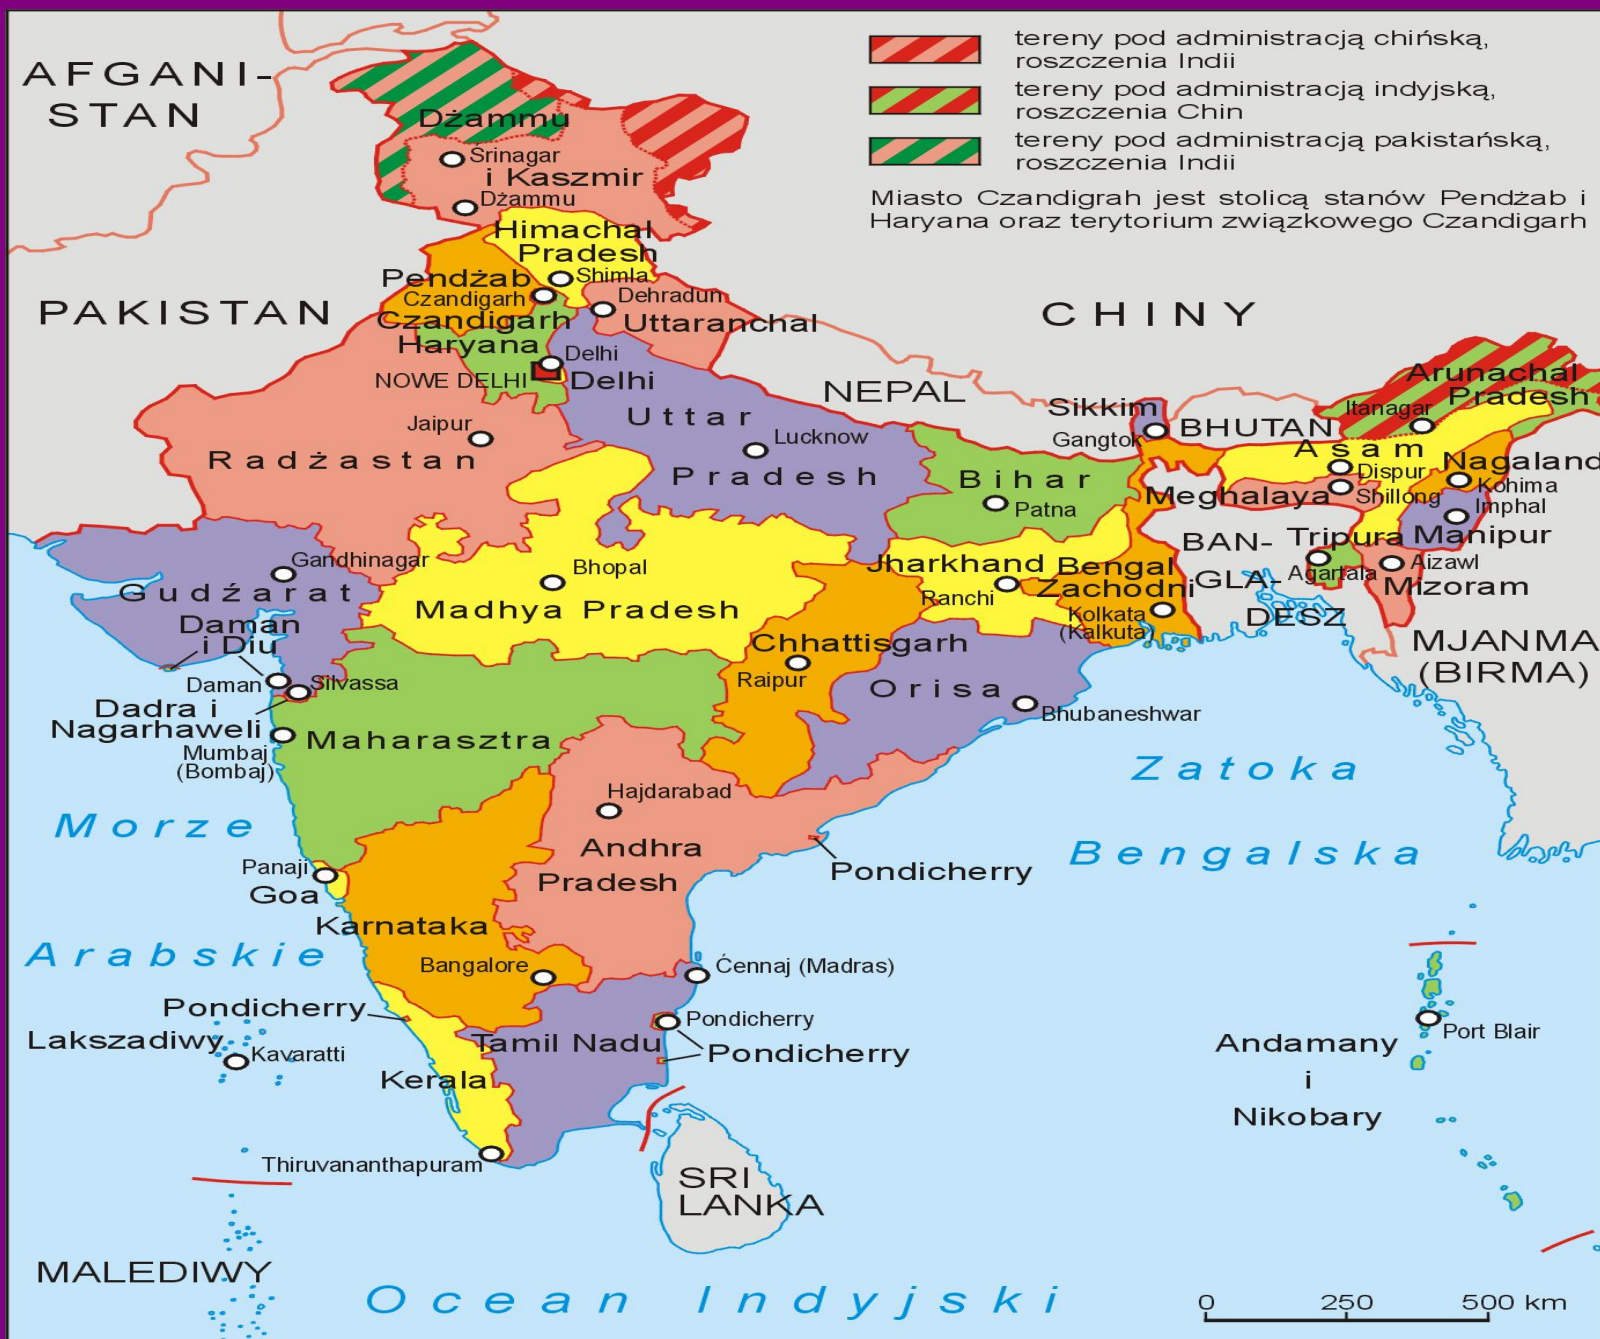 AFGANI-
STAN
tereny pod administracją chińską,
roszczenia Indii
tereny pod administracją indyjską,
roszczenia Chin
tereny pod administracją pakistańską,
roszczenia Indii
Miasto Czandigrah jest stolicą stanów Pendżab i
Haryana oraz terytorium związkowego Czandigarh
Dżammu
Śrinagar
i Kaszmir
Dżammu
Himachal
Pradesh
Shimla
Pendżab
Czandigarh
Czandigarh
Dehradun
Uttaranchal
PAKISTAN
CHINY
Haryana
Delhi
NOWE DELHI
Delhi
NEPAL
Jaipur
Radżastan
Uttar
Lucknow
Pradesh
Sikkim
Gangtok
BHUTAN
Arunachal
Pradesh
Itanagar
Asam
Dispur
Nagaland
Kohima
Bihar
Patna
Meghalaya
Shillong
Imphal
Manipur
BAN-
GLA-
DESZ
Tripura
Agartala
Aizawl
Mizoram
Gandhinagar
Gudźarat
Bhopal
Madhya Pradesh
Jharkhand
Ranchi
Bengal
Zachodni
Kolkata
(Kalkuta)
MJANMA
(BIRMA)
Daman
i Diu
Daman
Silvassa
Dadra i
Nagarhaweli
Mumbaj
(Bombaj)
Maharasztra
Chhattisgarh
Raipur
Orisa
Bhubaneshwar
Zatoka
Bengalska
Morze
Arabskie
Hajdarabad
Andhra
Pradesh
Pondicherry
Panaji
Goa
Karnataka
Bangalore
Ćennaj (Madras)
Pondicherry
Lakszadiwy
Kavaratti
Pondicherry
Pondicherry
Tamil Nadu
Kerala
Thiruvananthapuram
Port Blair
Andamany
i
Nikobary
SRI
LANKA
MALEDIWY
Ocean Indyjski
0 250 500 km